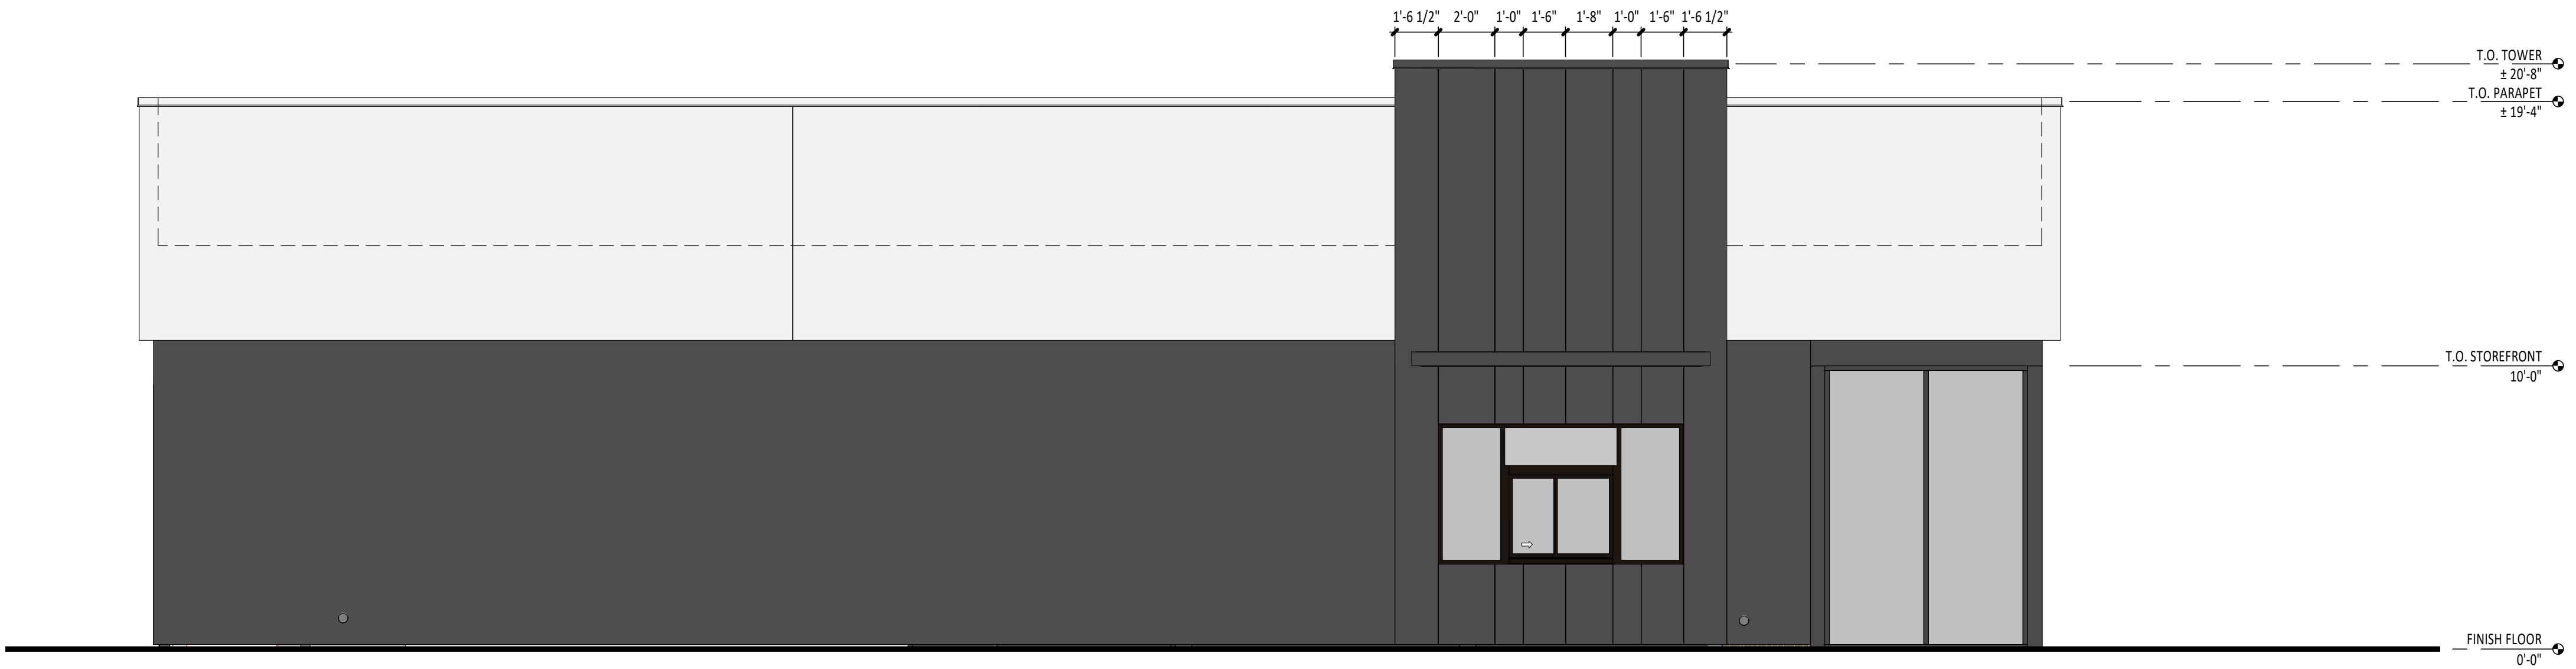 1'-6 1/2" 2'-0" 1'-0" 1'-6" 1'-8" 1'-0" 1'-6" 1'-6 1/2"
T.O. TOWER
± 20'-8"
T.O. PARAPET
± 19'-4"
T.O. STOREFRONT
10'-0"
FINISH FLOOR
0'-0"